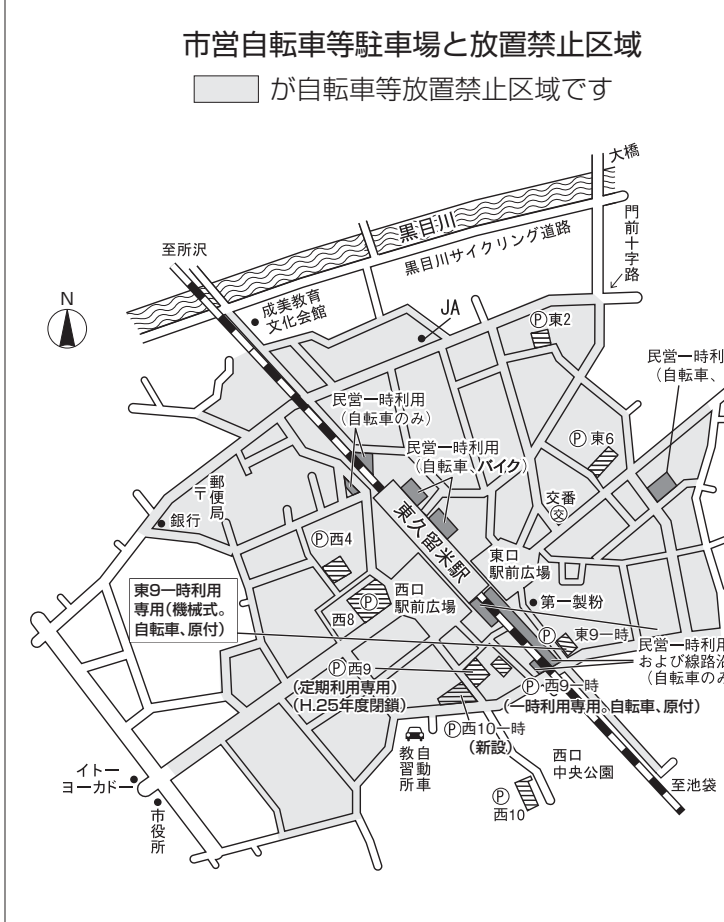 市営自転車等駐車場と放置禁止区域
が自転車等放置禁止区域です
大橋
門前十字路
黒目川
黒目川サイクリング道路
至所沢
N
成美教育
文化会館
JA
Ⓟ東2
民営一時利
(自転車、
民営一時利用
(自転車のみ)
民営一時利用
(自転車、バイク)
Ⓟ東6
交番
交
郵便局
〒
銀行
東久留米駅
Ⓟ西4
東口
駅前広場
西口
駅前広場
Ⓟ
西8
第一製粉
東9一時利用
専用(機械式。
自転車、原付)
Ⓟ 東9一時
民営一時利用
および線路沿
(自転車のみ
Ⓟ西9
(定期利用専用)
(H.25年度閉鎖)
Ⓟ西9一時
(一時利用専用。自転車、原付)
Ⓟ西10一時
(新設)
自動車
教習所
西口
中央公園
至池袋
イトー
ヨーカドー
市役所
Ⓟ
西10